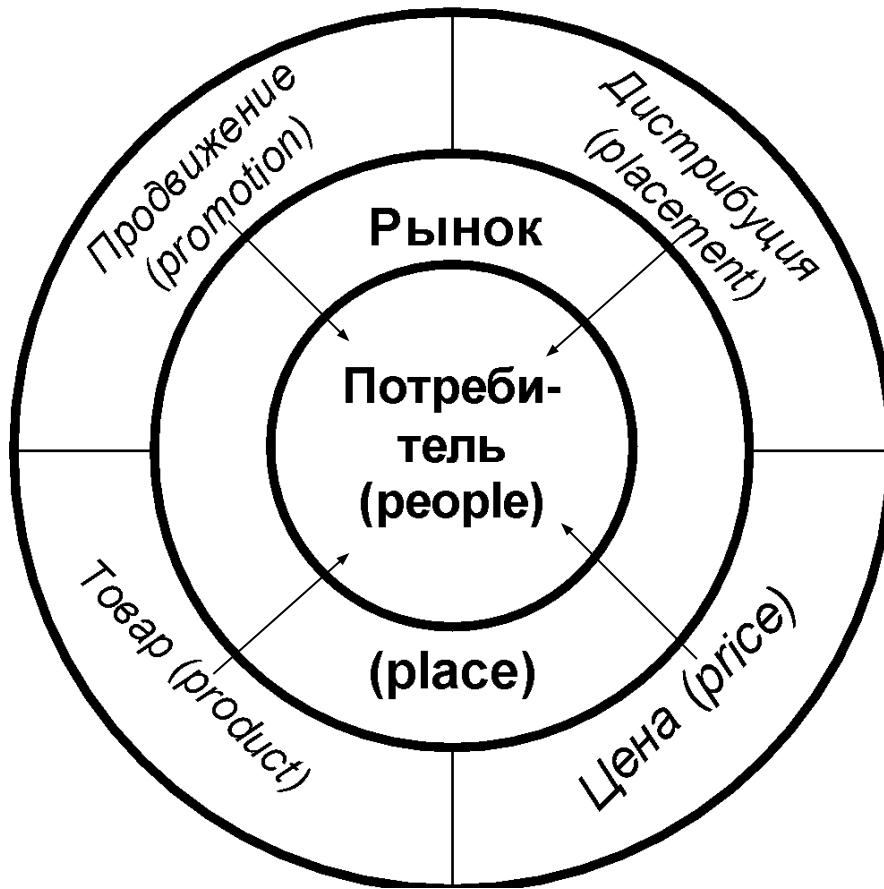 Продвижение
(promotion)
Дистрибуция
(placement)
Рынок
Потреби-
тель
(people)
(place)
Товар (product)
Цена (price)